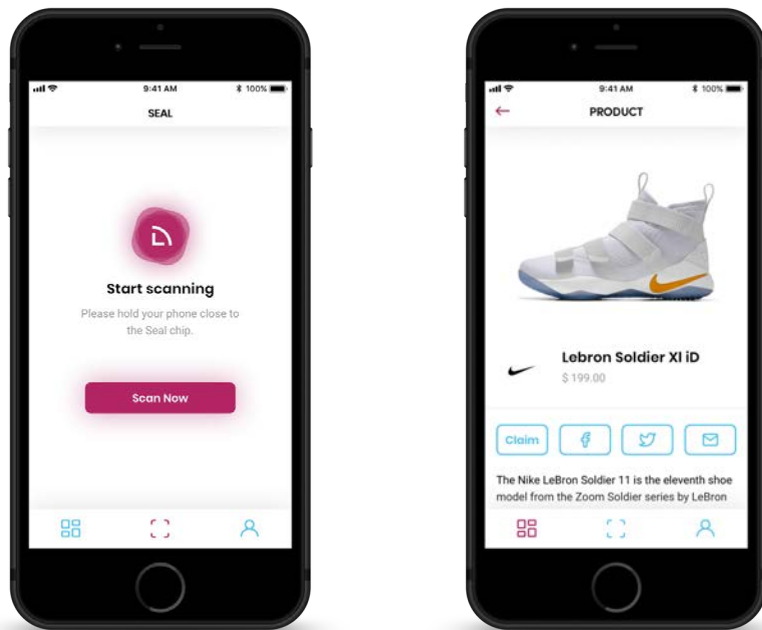 9:41 AM
100%
SEAL
Start scanning
Please hold your phone close to
the Seal chip.
Scan Now
9:41 AM
100%
PRODUCT
Lebron Soldier XI iD
$ 199.00
Claim
The Nike LeBron Soldier 11 is the eleventh shoe
model from the Zoom Soldier series by LeBron